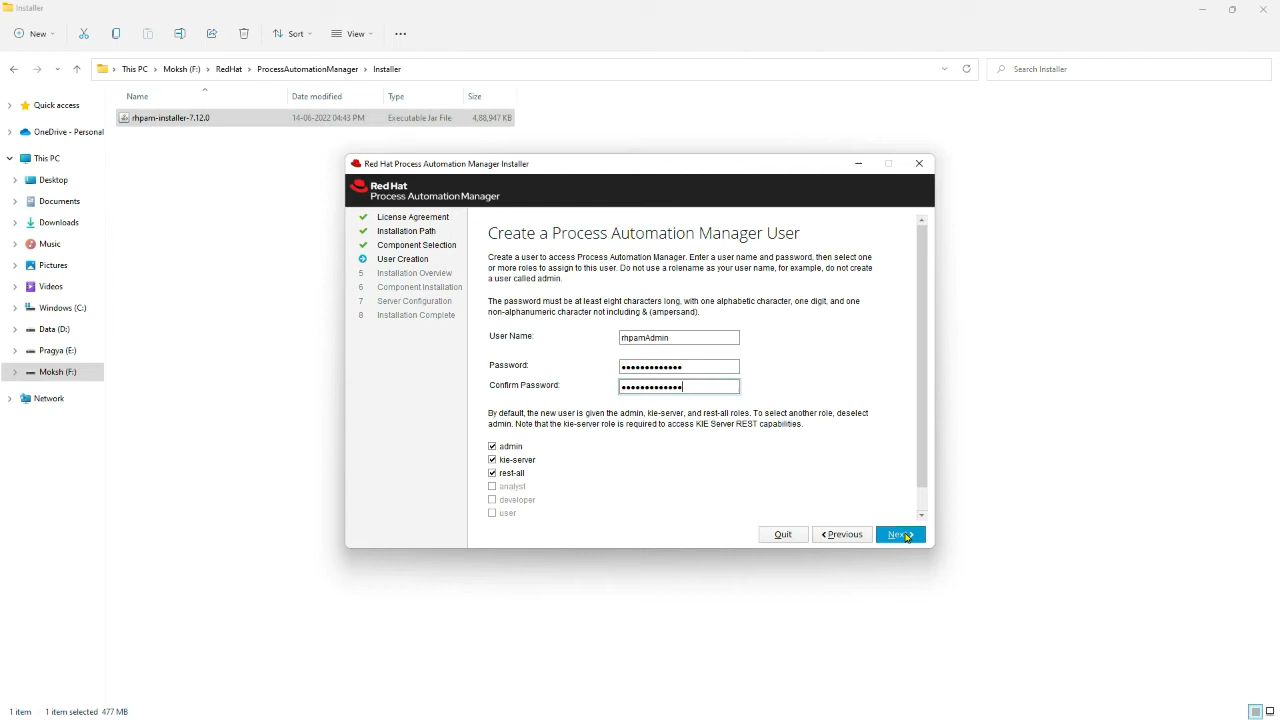 Installer
New
Sort
View
This PC
Moksh (F:)
RedHat
ProcessAutomationManager
Installer
Search Installer
Name
Date modified
Type
Size
rhpam-installer-7.12.0
14-06-2022 04:43 PM
Executable Jar File
4,88,947 KB
Quick access
OneDrive - Personal
This PC
Desktop
Documents
Downloads
Music
Pictures
Videos
Windows (C:)
Data (D:)
Pragya (E:)
Moksh (F:)
Network
Red Hat Process Automation Manager Installer
Red Hat
Process Automation Manager
License Agreement
Installation Path
Component Selection
User Creation
5 Installation Overview
6 Component Installation
7 Server Configuration
8 Installation Complete
Create a Process Automation Manager User
Create a user to access Process Automation Manager. Enter a user name and password, then select one
or more roles to assign to this user. Do not use a rolename as your user name, for example, do not create
a user called admin.
The password must be at least eight characters long, with one alphabetic character, one digit, and one
non-alphanumeric character not including & (ampersand).
User Name:
rhpamAdmin
Password:
•••••••••••••
Confirm Password:
•••••••••••••
By default, the new user is given the admin, kie-server, and rest-all roles. To select another role, deselect
admin. Note that the kie-server role is required to access KIE Server REST capabilities.
admin
kie-server
rest-all
analyst
developer
user
Quit
Previous
Next
1 item
1 item selected 477 MB